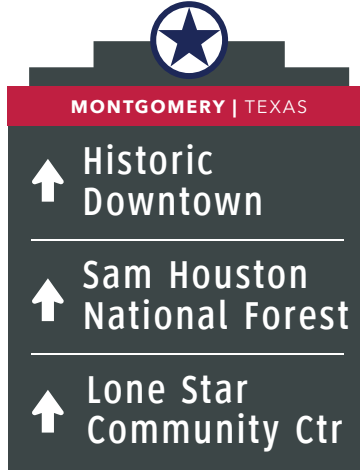 MONTGOMERY | TEXAS
Historic
Downtown
Sam Houston
National Forest
Lone Star
Community Ctr